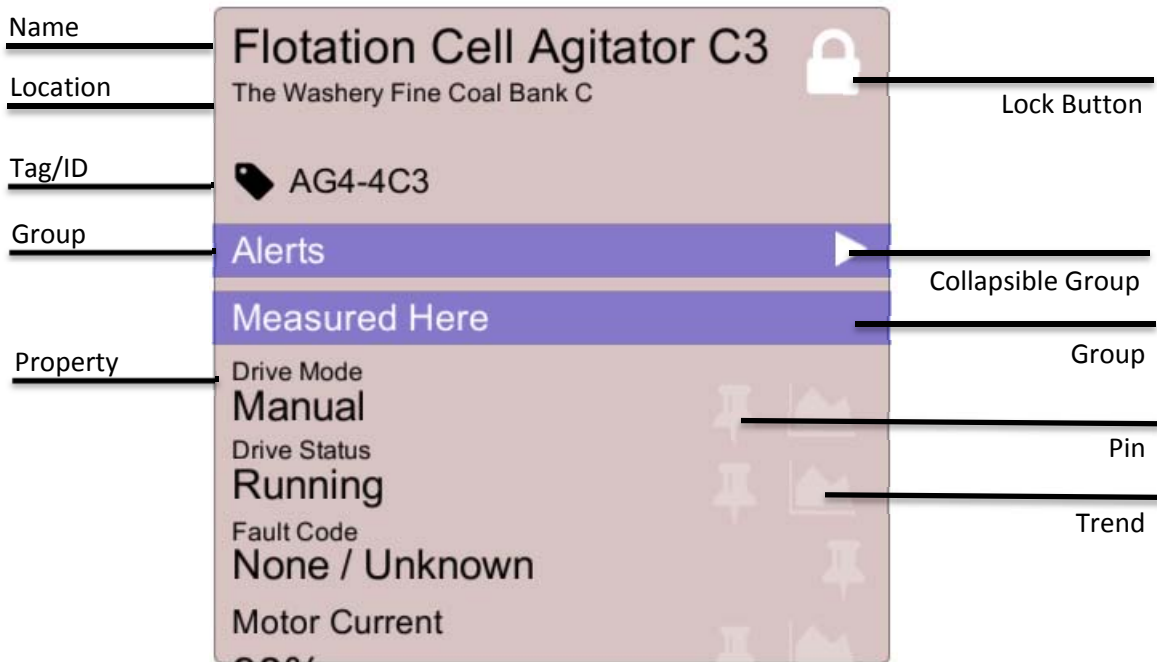 Name
Flotation Cell Agitator C3
Location
The Washery Fine Coal Bank C
Lock Button
Tag/ID
AG4-4C3
Group
Alerts
Collapsible Group
Measured Here
Group
Property
Drive Mode
Manual
Pin
Drive Status
Running
Trend
Fault Code
None / Unknown
Motor Current